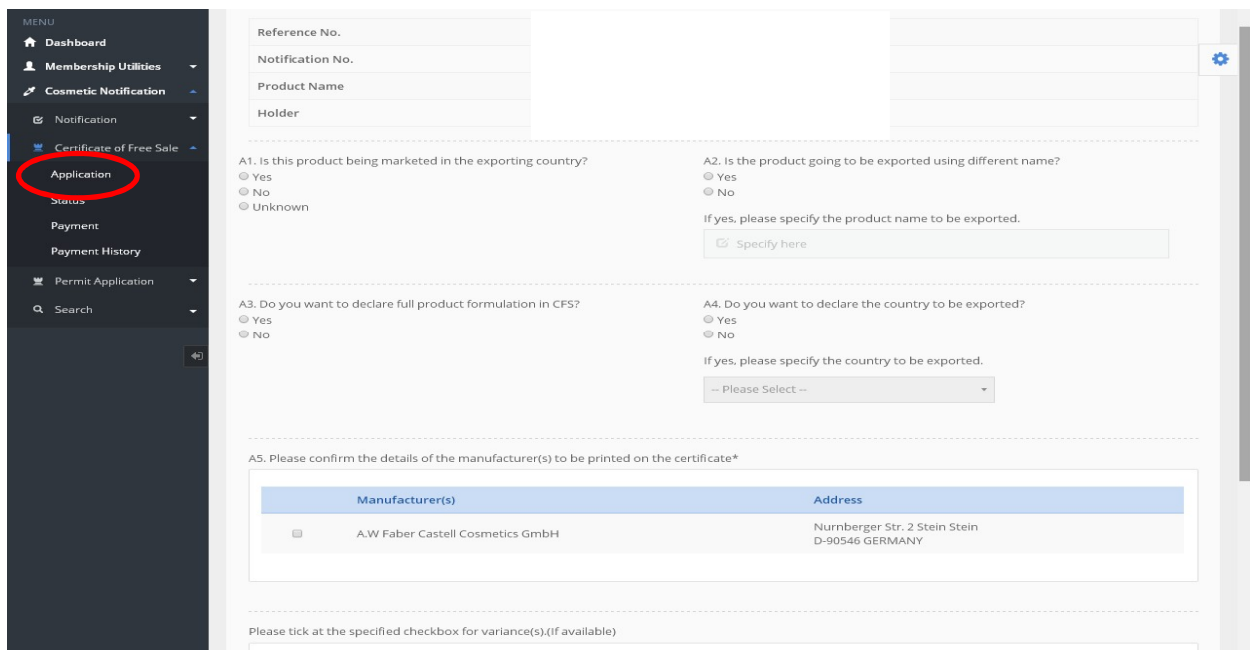 MENU
Dashboard
Membership Utilities
Cosmetic Notification
Notification
Certificate of Free Sale
Application
Status
Payment
Payment History
Permit Application
Search
Reference No.
Notification No.
Product Name
Holder
A1. Is this product being marketed in the exporting country?
Yes
No
Unknown
A2. Is the product going to be exported using different name?
Yes
No
If yes, please specify the product name to be exported.
Specify here
A3. Do you want to declare full product formulation in CFS?
Yes
No
A4. Do you want to declare the country to be exported?
Yes
No
If yes, please specify the country to be exported.
-- Please Select --
A5. Please confirm the details of the manufacturer(s) to be printed on the certificate*
Manufacturer(s) Address
A.W Faber Castell Cosmetics GmbH
Nurnberger Str. 2 Stein Stein
D-90546 GERMANY
Please tick at the specified checkbox for variance(s).(If available)